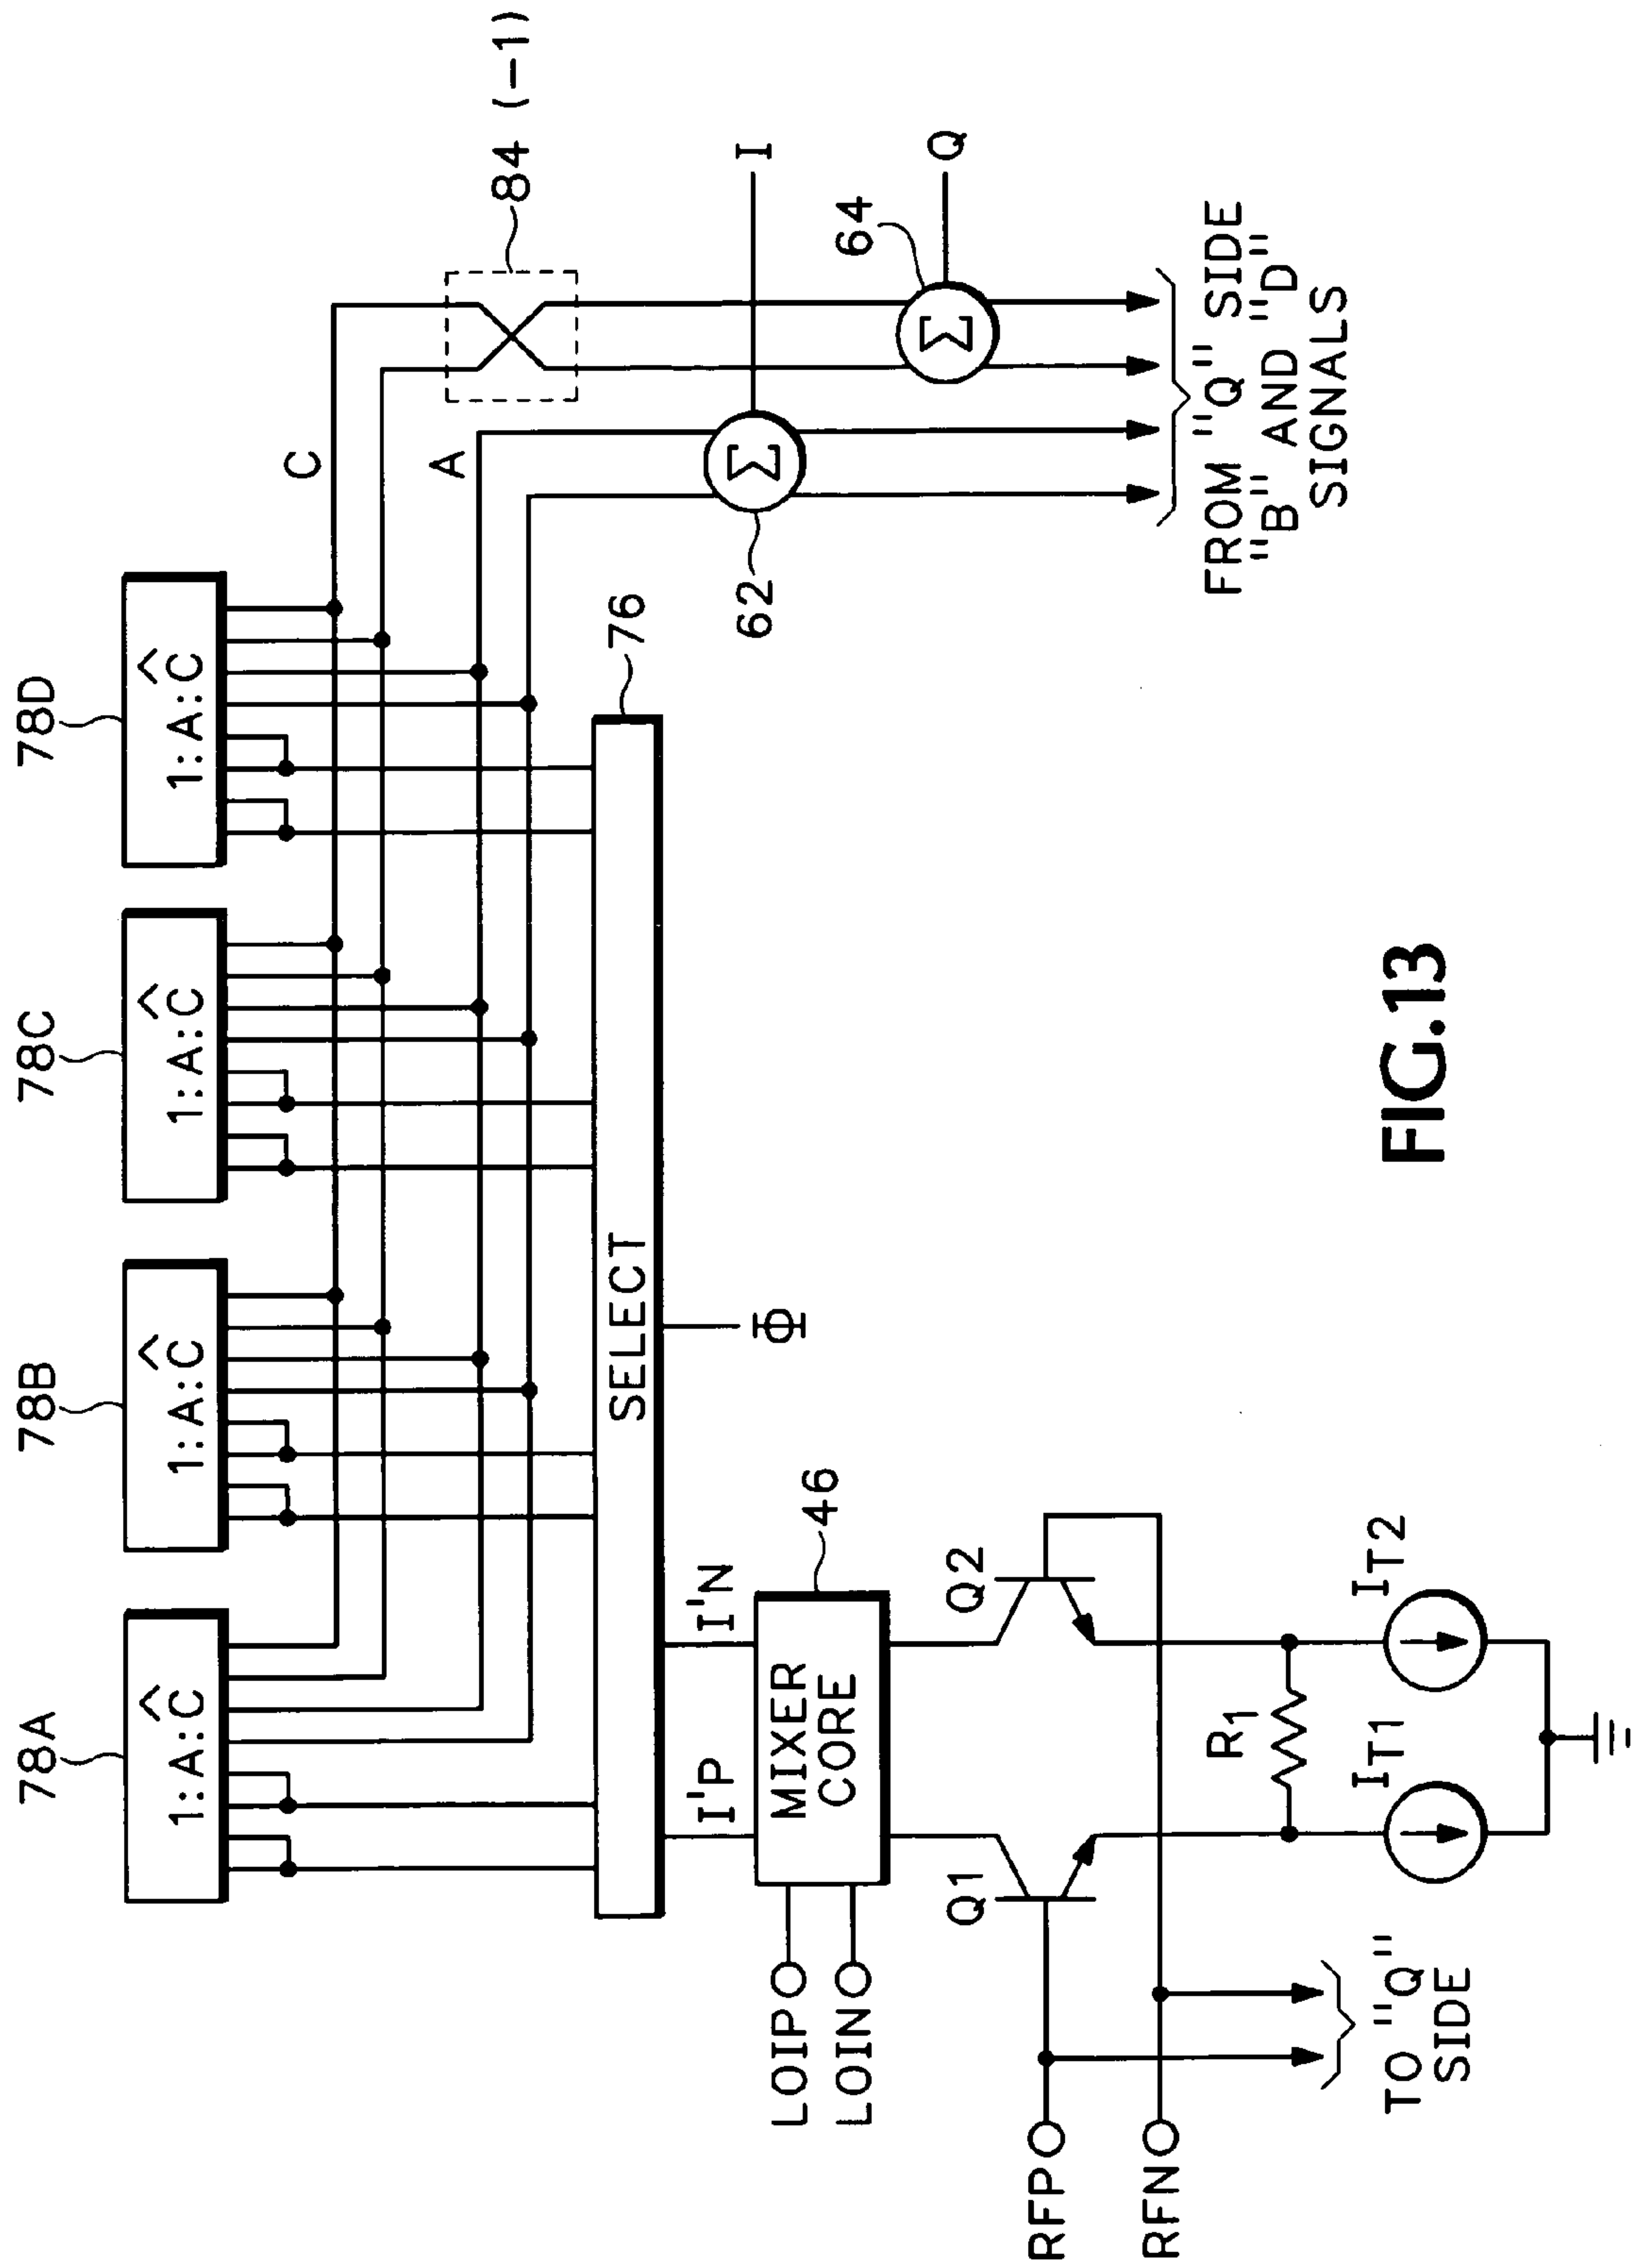 78A
78B
78C
78D
1:A:Ĉ
1:A:Ĉ
1:A:Ĉ
1:A:Ĉ
C
A
84 (-1)
SELECT
76
Φ
62
Σ
I
64
Σ
Q
I'P
I'N
LOIP
LOIN
MIXER
CORE
46
Q1
Q2
RFP
RFN
R1
IT1
IT2
TO "Q"
SIDE
FROM "Q" SIDE
"B" AND "D"
SIGNALS
FIG.13